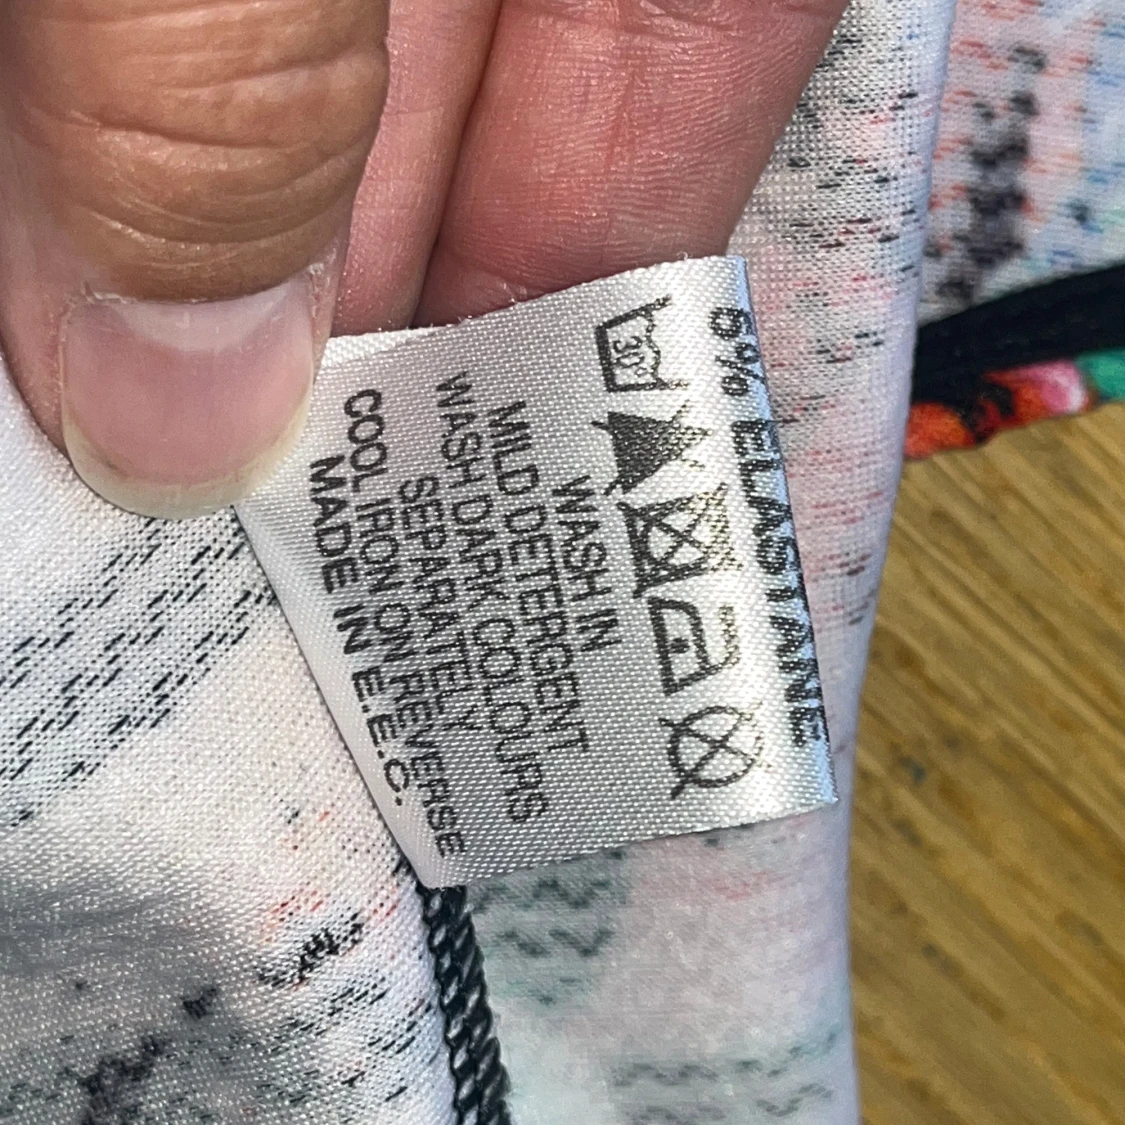 5% ELASTANE
30°
WASH IN
MILD DETERGENT
WASH DARK COLOURS
SEPARATELY
COOL IRON ON REVERSE
MADE IN E.E.C.